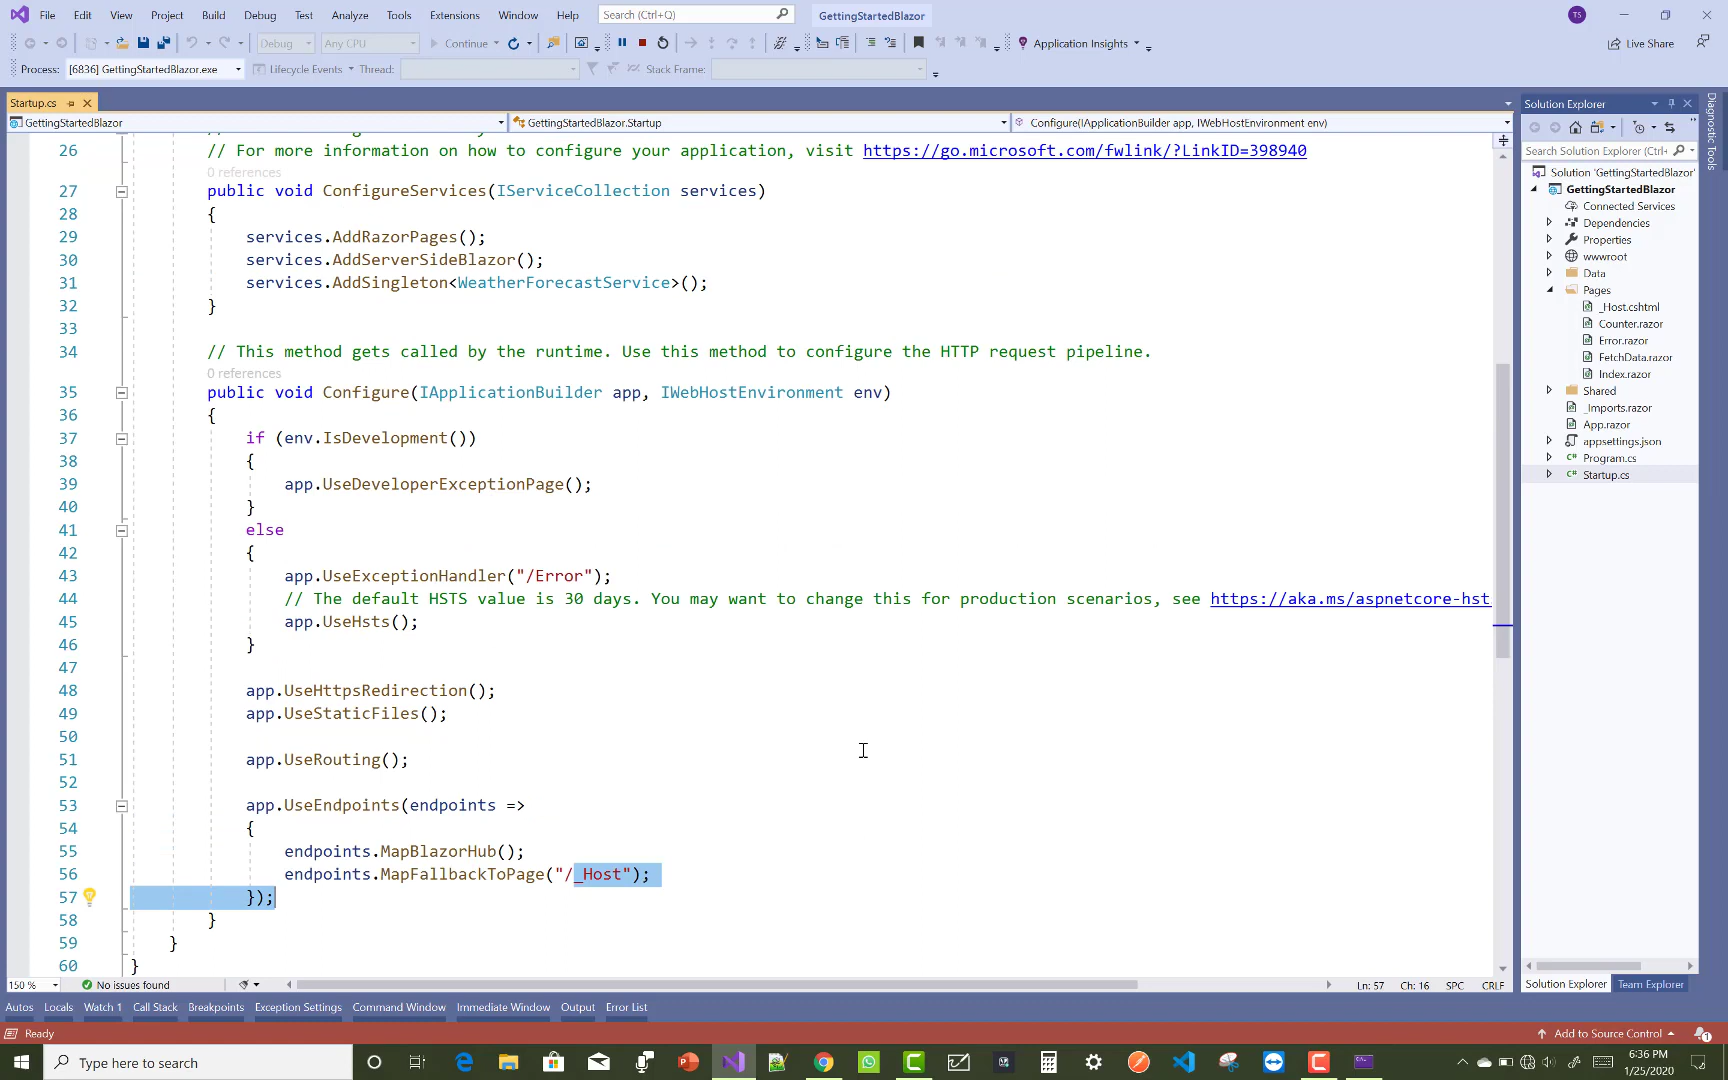 File Edit View Project Build Debug Test Analyze Tools Extensions Window Help Search (Ctrl+Q) GettingStartedBlazor TS
Debug Any CPU Continue Application Insights Live Share
Process: [6836] GettingStartedBlazor.exe Lifecycle Events Thread: Stack Frame:
Startup.cs
GettingStartedBlazor GettingStartedBlazor.Startup Configure(IApplicationBuilder app, IWebHostEnvironment env)
26 // For more information on how to configure your application, visit https://go.microsoft.com/fwlink/?LinkID=398940
0 references
27 public void ConfigureServices(IServiceCollection services)
28 {
29 services.AddRazorPages();
30 services.AddServerSideBlazor();
31 services.AddSingleton<WeatherForecastService>();
32 }
33
34 // This method gets called by the runtime. Use this method to configure the HTTP request pipeline.
0 references
35 public void Configure(IApplicationBuilder app, IWebHostEnvironment env)
36 {
37 if (env.IsDevelopment())
38 {
39 app.UseDeveloperExceptionPage();
40 }
41 else
42 {
43 app.UseExceptionHandler("/Error");
44 // The default HSTS value is 30 days. You may want to change this for production scenarios, see https://aka.ms/aspnetcore-hst
45 app.UseHsts();
46 }
47
48 app.UseHttpsRedirection();
49 app.UseStaticFiles();
50
51 app.UseRouting();
52
53 app.UseEndpoints(endpoints =>
54 {
55 endpoints.MapBlazorHub();
56 endpoints.MapFallbackToPage("/_Host");
57 });
58 }
59 }
60 }
150 % No issues found Ln: 57 Ch: 16 SPC CRLF
Solution Explorer
Search Solution Explorer (Ctrl+
Solution 'GettingStartedBlazor'
GettingStartedBlazor
Connected Services
Dependencies
Properties
wwwroot
Data
Pages
_Host.cshtml
Counter.razor
Error.razor
FetchData.razor
Index.razor
Shared
_Imports.razor
App.razor
appsettings.json
C# Program.cs
C# Startup.cs
Solution Explorer Team Explorer
Diagnostic Tools
Autos Locals Watch 1 Call Stack Breakpoints Exception Settings Command Window Immediate Window Output Error List
Ready Add to Source Control 1
Type here to search 6:36 PM
1/25/2020